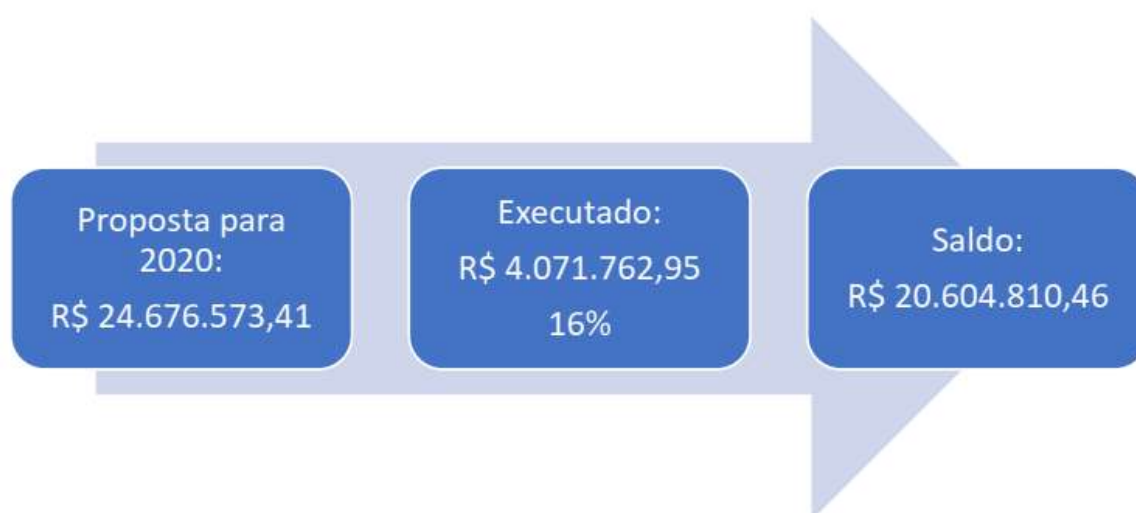 Proposta para
2020:
R$ 24.676.573,41
Executado:
R$ 4.071.762,95
16%
Saldo:
R$ 20.604.810,46